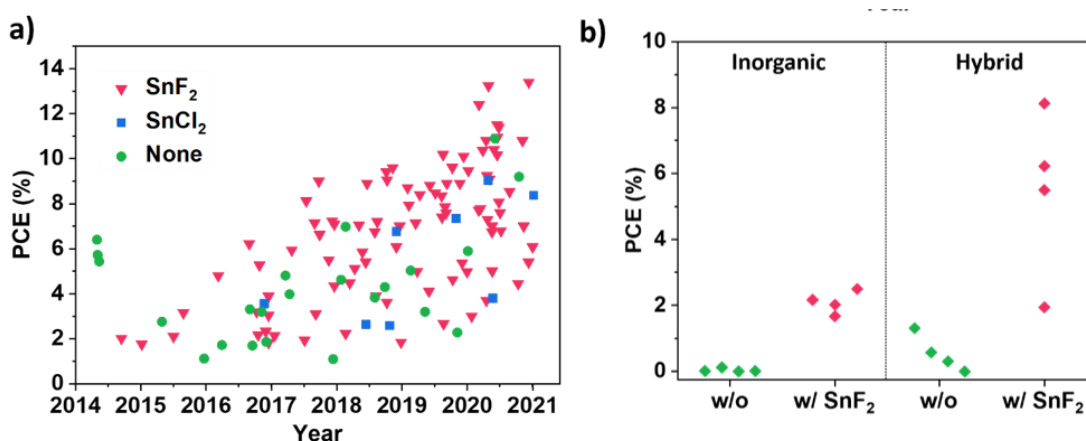 a)
PCE (%)
14
12
10
8
6
4
2
0
SnF₂
SnCl₂
None
2014 2015 2016 2017 2018 2019 2020 2021
Year
b)
PCE (%)
10
8
6
4
2
0
Inorganic
Hybrid
w/o w/ SnF₂ w/o w/ SnF₂